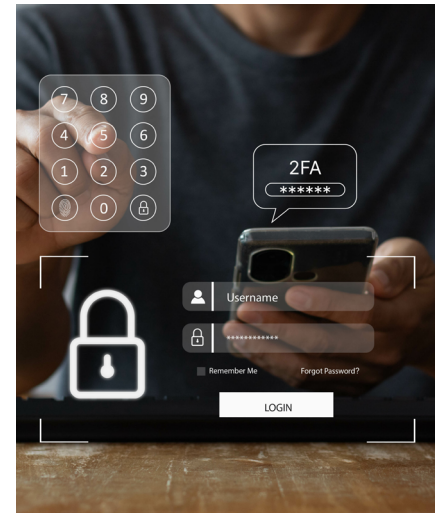 7 8 9
4 5 6
1 2 3
0
2FA
******
Username
************
Remember Me Forgot Password?
LOGIN